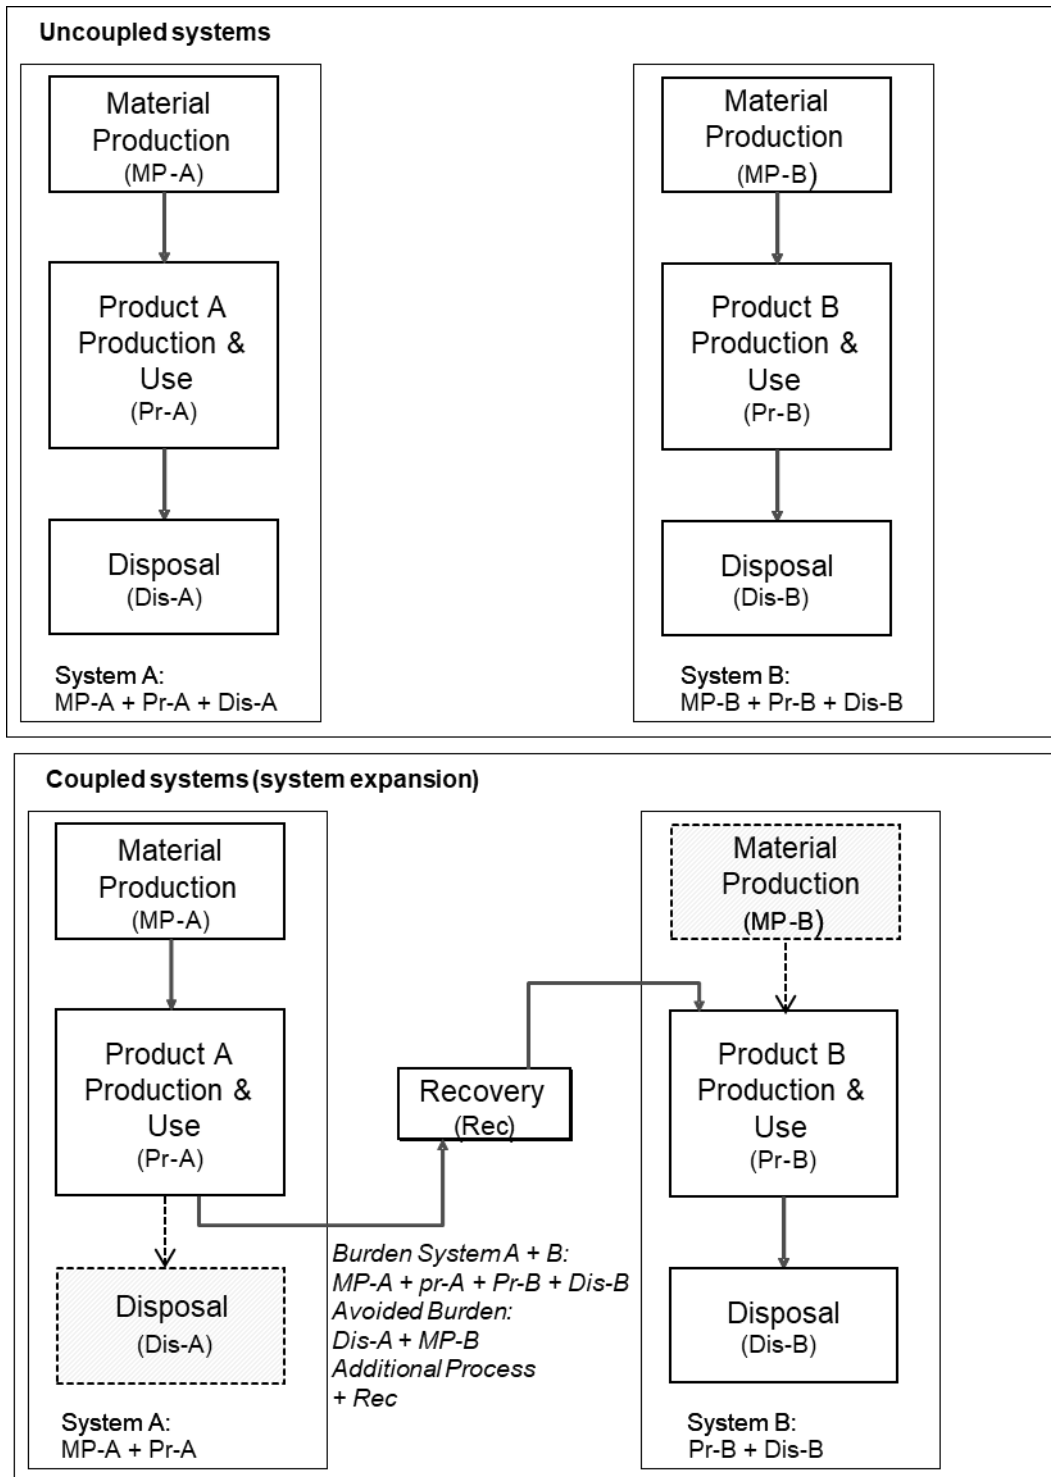 Uncoupled systems
Material
Production
(MP-A)
Product A
Production &
Use
(Pr-A)
Disposal
(Dis-A)
System A:
MP-A + Pr-A + Dis-A
Material
Production
(MP-B)
Product B
Production &
Use
(Pr-B)
Disposal
(Dis-B)
System B:
MP-B + Pr-B + Dis-B
Coupled systems (system expansion)
Material
Production
(MP-A)
Product A
Production &
Use
(Pr-A)
Disposal
(Dis-A)
System A:
MP-A + Pr-A
Recovery
(Rec)
Burden System A + B:
MP-A + pr-A + Pr-B + Dis-B
Avoided Burden:
Dis-A + MP-B
Additional Process
+ Rec
Material
Production
(MP-B)
Product B
Production &
Use
(Pr-B)
Disposal
(Dis-B)
System B:
Pr-B + Dis-B